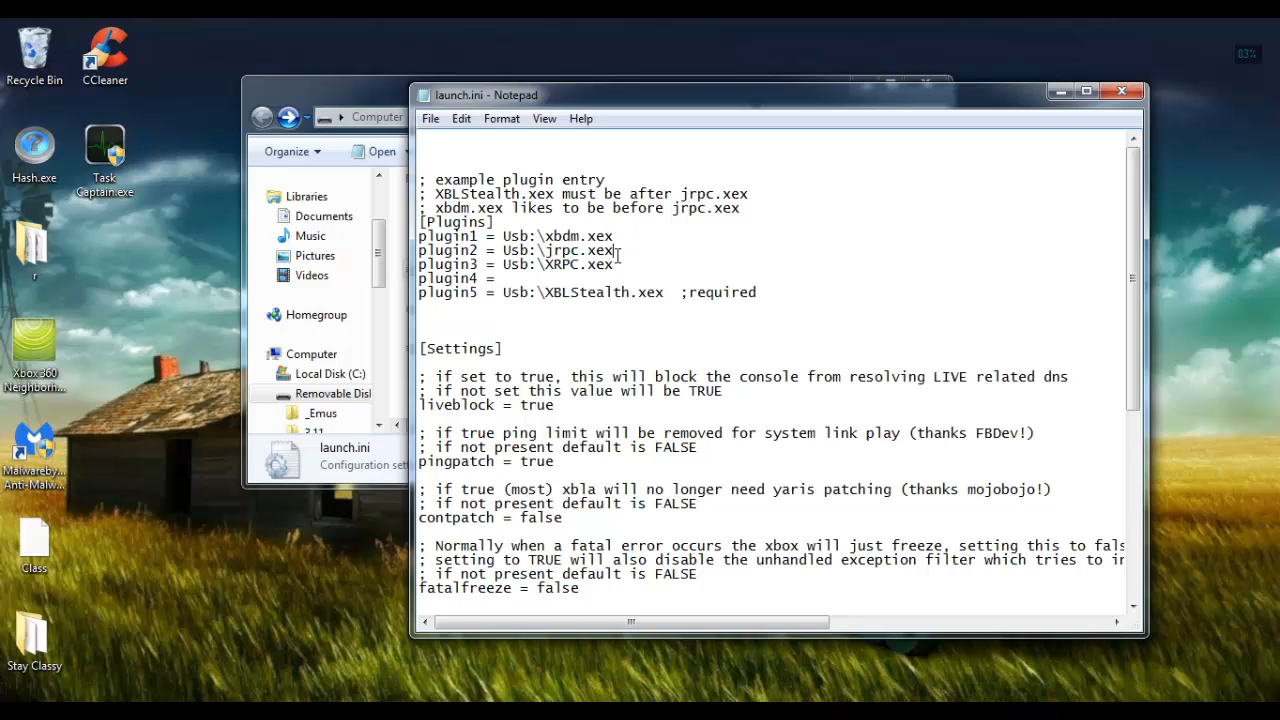 Recycle Bin
CCleaner
83%
launch.ini - Notepad
Computer
File Edit Format View Help
Hash.exe
Task
Captain.exe
Organize
Open
Libraries
Documents
Music
Pictures
Videos
Homegroup
Computer
Local Disk (C:)
Removable Disk
_Emus
launch.ini
Configuration set
r
Xbox 360
Neighborh...
Malwareby...
Anti-Malw...
Class
Stay Classy
; example plugin entry
; XBLStealth.xex must be after jrpc.xex
; xbdm.xex likes to be before jrpc.xex
[Plugins]
plugin1 = Usb:\xbdm.xex
plugin2 = Usb:\jrpc.xex
plugin3 = Usb:\XRPC.xex
plugin4 =
plugin5 = Usb:\XBLStealth.xex  ;required
[Settings]
; if set to true, this will block the console from resolving LIVE related dns
; if not set this value will be TRUE
liveblock = true
; if true ping limit will be removed for system link play (thanks FBDev!)
; if not present default is FALSE
pingpatch = true
; if true (most) xbla will no longer need yaris patching (thanks mojobojo!)
; if not present default is FALSE
contpatch = false
; Normally when a fatal error occurs the xbox will just freeze, setting this to fals
; setting to TRUE will also disable the unhandled exception filter which tries to in
; if not present default is FALSE
fatalfreeze = false